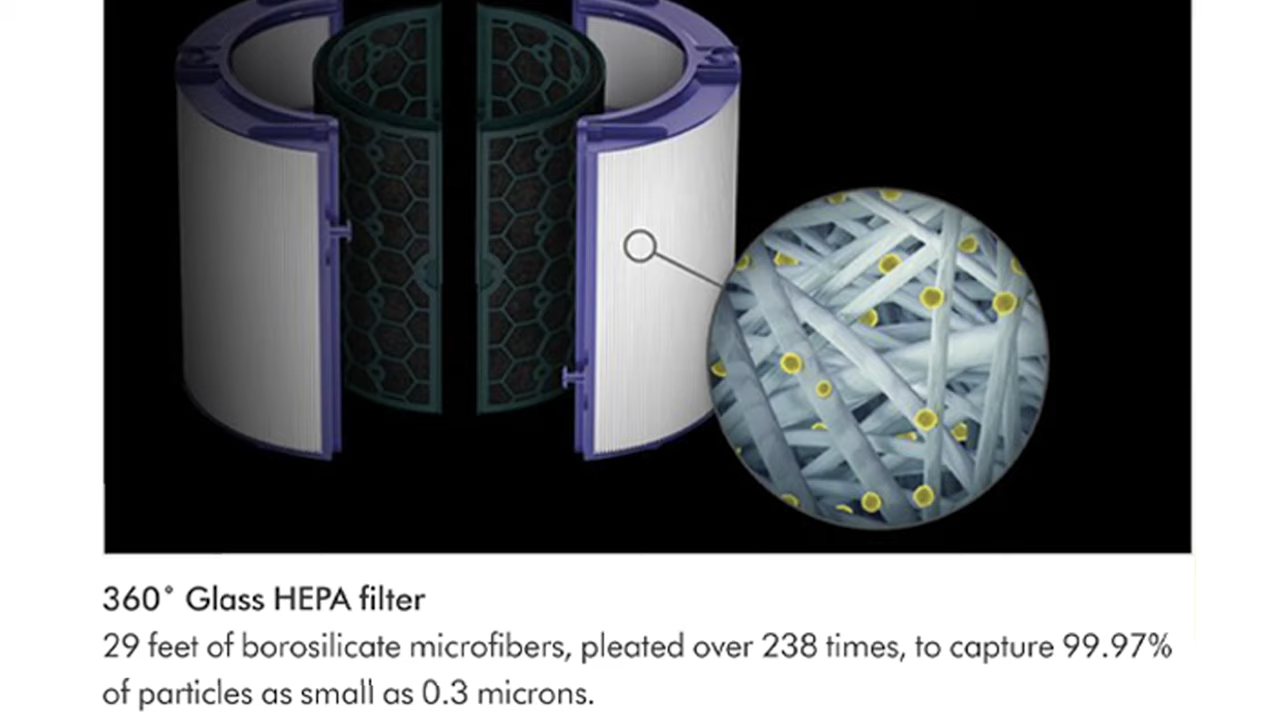 360° Glass HEPA filter
29 feet of borosilicate microfibers, pleated over 238 times, to capture 99.97%
of particles as small as 0.3 microns.